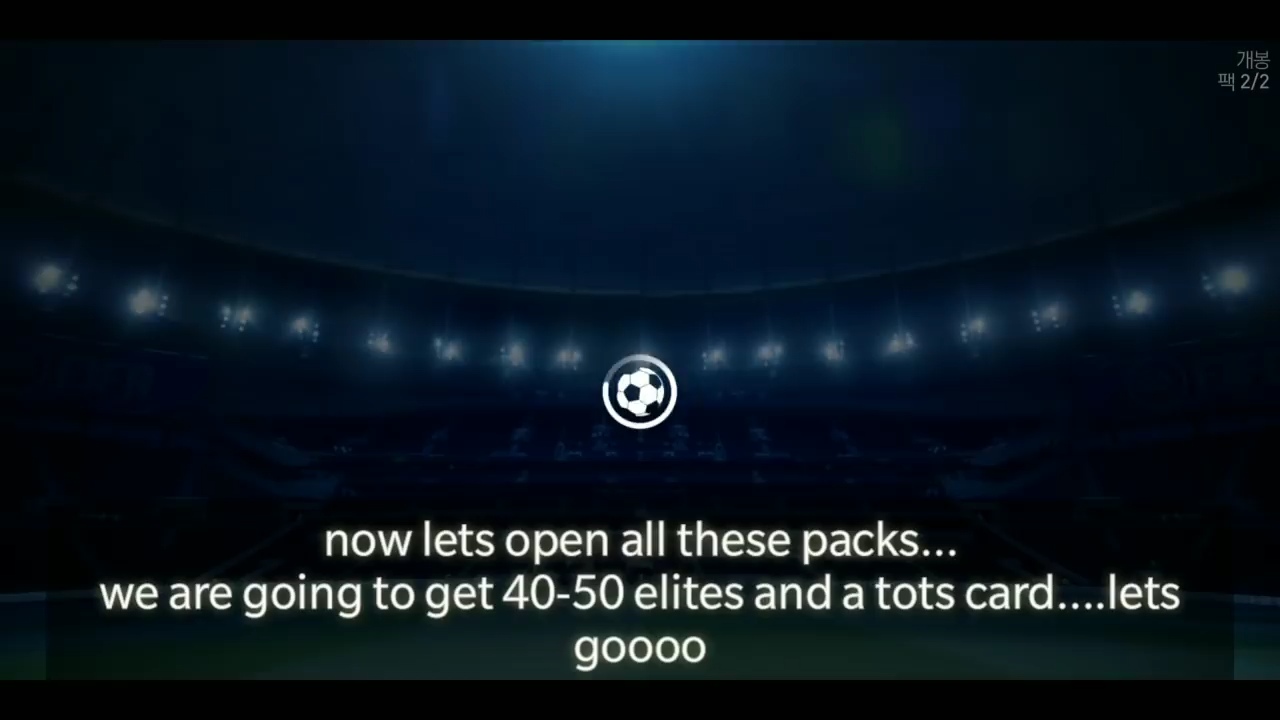 개봉
팩 2/2
now lets open all these packs...
we are going to get 40-50 elites and a tots card....lets
goooo